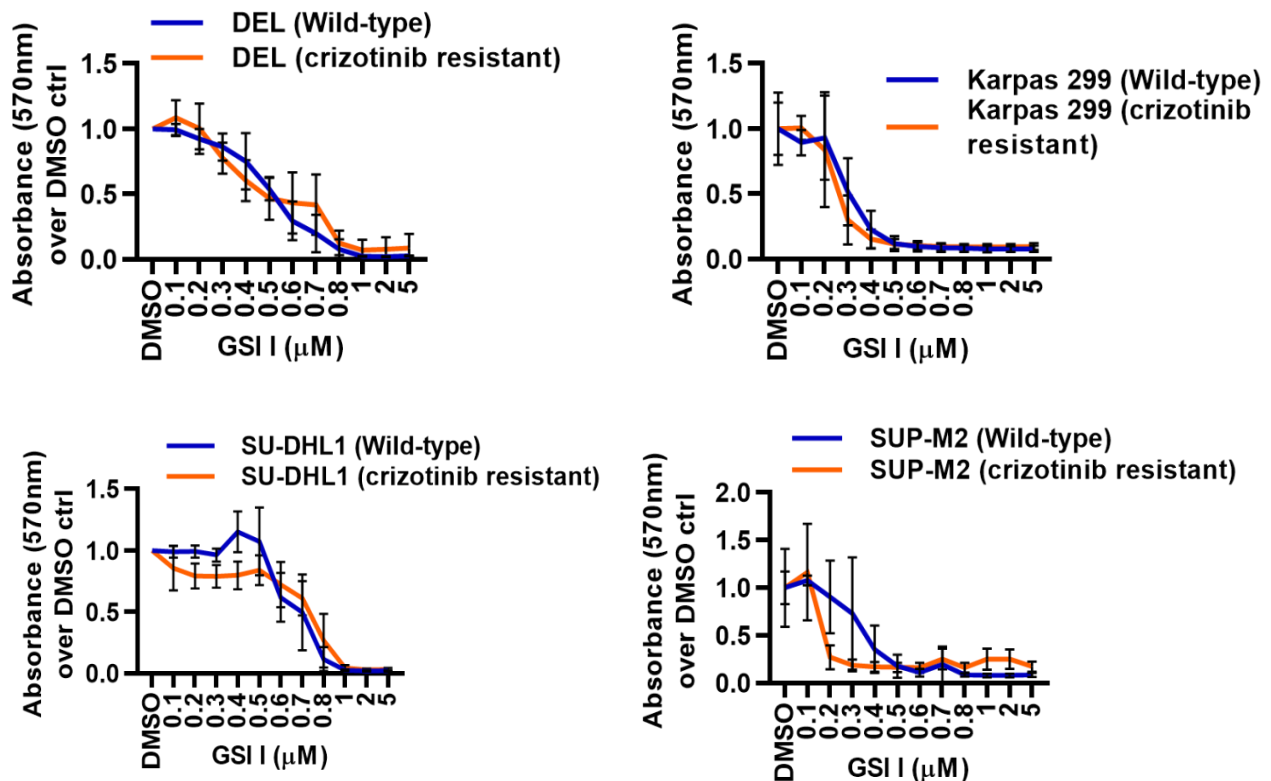 DEL (Wild-type)
DEL (crizotinib resistant)
Absorbance (570nm)
over DMSO ctrl
1.5
1.0
0.5
0.0
DMSO
0.1
0.2
0.3
0.4
0.5
0.6
0.7
0.8
1
2
5
GSI I (μM)
Karpas 299 (Wild-type)
Karpas 299 (crizotinib
resistant)
Absorbance (570nm)
over DMSO ctrl
1.5
1.0
0.5
0.0
DMSO
0.1
0.2
0.3
0.4
0.5
0.6
0.7
0.8
1
2
5
GSI I (μM)
SU-DHL1 (Wild-type)
SU-DHL1 (crizotinib resistant)
Absorbance (570nm)
over DMSO ctrl
1.5
1.0
0.5
0.0
DMSO
0.1
0.2
0.3
0.4
0.5
0.6
0.7
0.8
1
2
5
GSI I (μM)
SUP-M2 (Wild-type)
SUP-M2 (crizotinib resistant)
Absorbance (570nm)
over DMSO ctrl
2.0
1.5
1.0
0.5
0.0
DMSO
0.1
0.2
0.3
0.4
0.5
0.6
0.7
0.8
1
2
5
GSI I (μM)